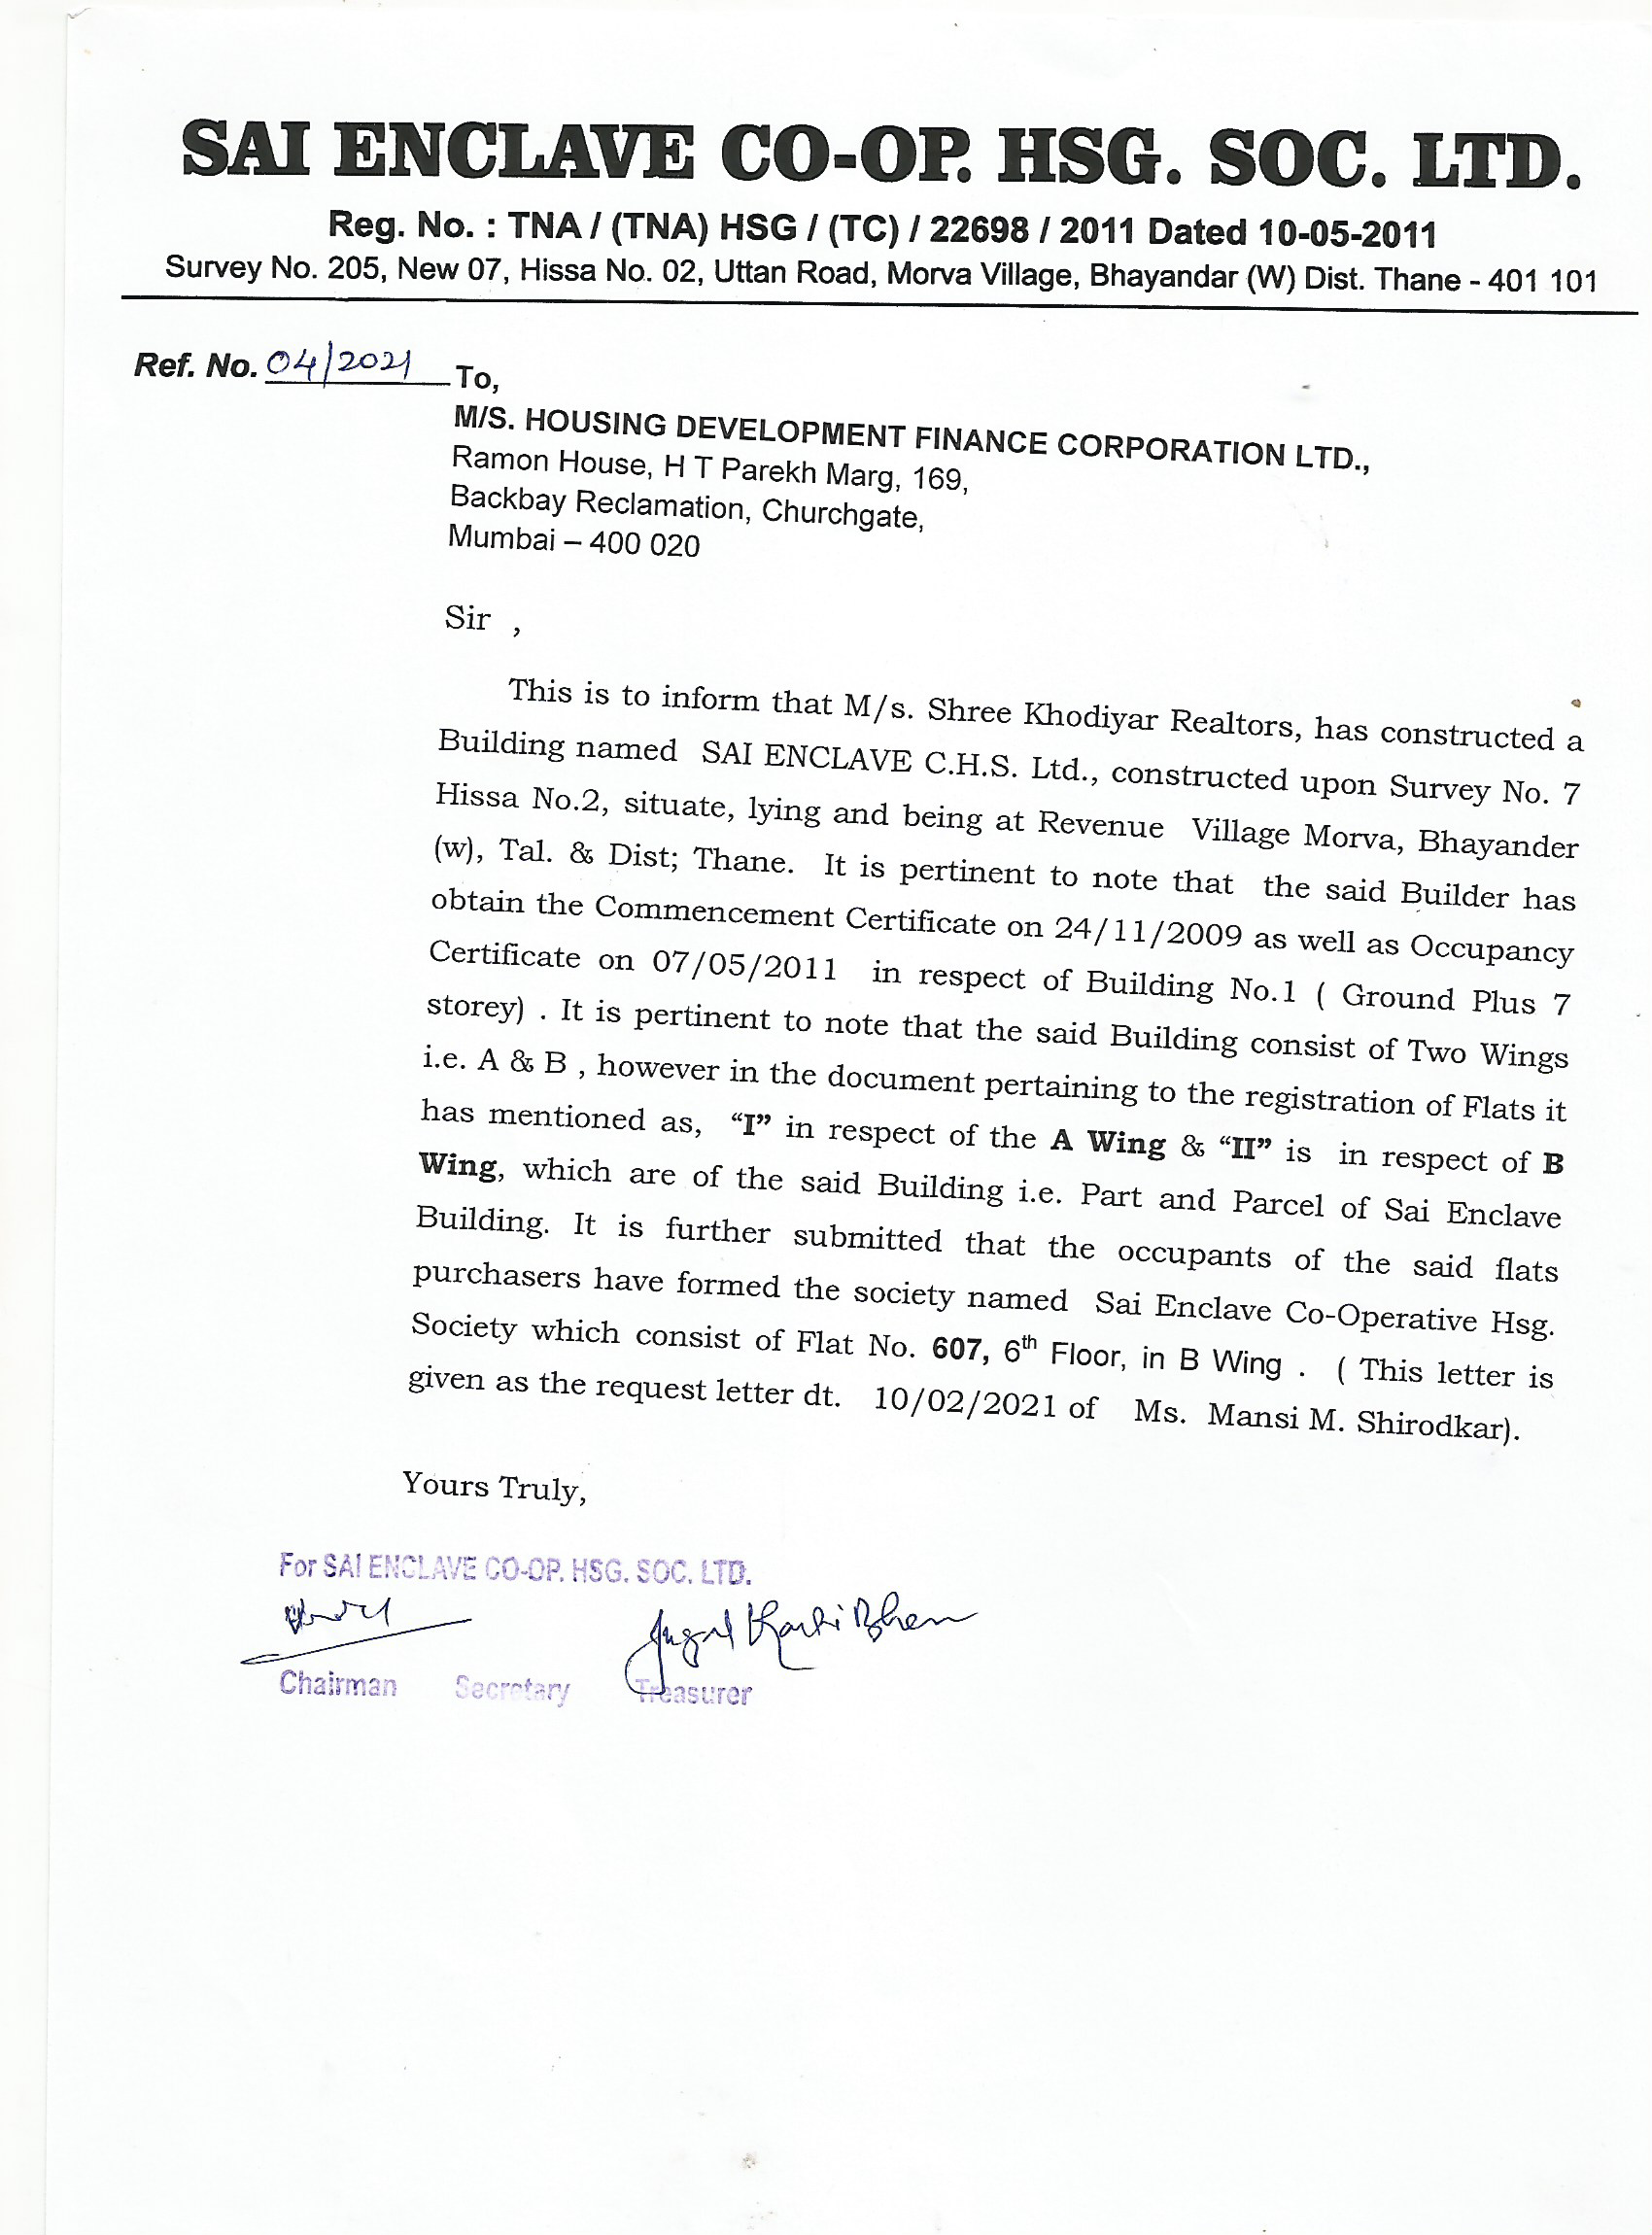 SAI ENCLAVE CO-OP. HSG. SOC. LTD.
Reg. No. : TNA / (TNA) HSG / (TC) / 22698 / 2011 Dated 10-05-2011
Survey No. 205, New 07, Hissa No. 02, Uttan Road, Morva Village, Bhayandar (W) Dist. Thane - 401 101
Ref. No. 04/2021
To,
M/S. HOUSING DEVELOPMENT FINANCE CORPORATION LTD.,
Ramon House, H T Parekh Marg, 169,
Backbay Reclamation, Churchgate,
Mumbai – 400 020
Sir ,
This is to inform that M/s. Shree Khodiyar Realtors, has constructed a
Building named SAI ENCLAVE C.H.S. Ltd., constructed upon Survey No. 7
Hissa No.2, situate, lying and being at Revenue Village Morva, Bhayander
(w), Tal. & Dist; Thane. It is pertinent to note that the said Builder has
obtain the Commencement Certificate on 24/11/2009 as well as Occupancy
Certificate on 07/05/2011 in respect of Building No.1 ( Ground Plus 7
storey) . It is pertinent to note that the said Building consist of Two Wings
i.e. A & B , however in the document pertaining to the registration of Flats it
has mentioned as, “I” in respect of the A Wing & “II” is in respect of B
Wing, which are of the said Building i.e. Part and Parcel of Sai Enclave
Building. It is further submitted that the occupants of the said flats
purchasers have formed the society named Sai Enclave Co-Operative Hsg.
Society which consist of Flat No. 607, 6th Floor, in B Wing . ( This letter is
given as the request letter dt. 10/02/2021 of Ms. Mansi M. Shirodkar).
Yours Truly,
For SAI ENCLAVE CO-OP. HSG. SOC. LTD.
Chairman Secretary Treasurer